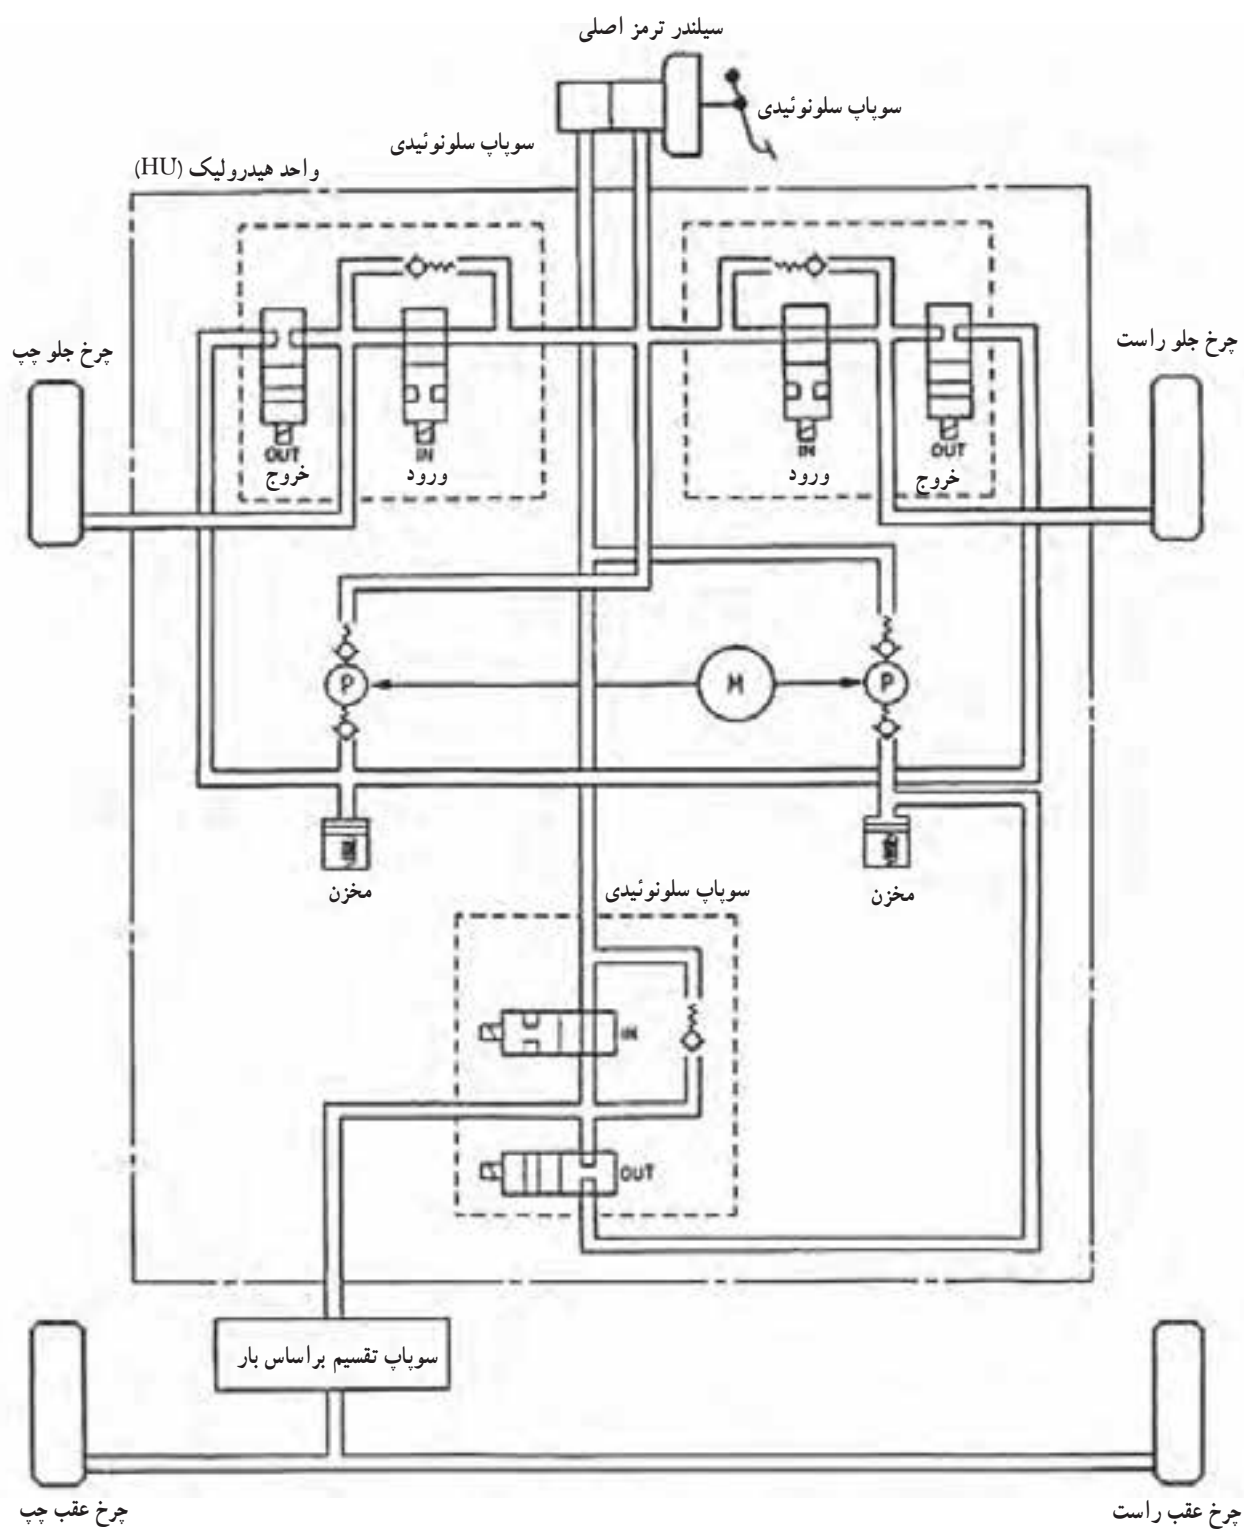 سیلندر ترمز اصلی
سوپاپ سلونوئیدی
سوپاپ سلونوئیدی
واحد هیدرولیک (HU)
چرخ جلو راست
چرخ جلو چپ
OUT
IN
IN
OUT
خروج
ورود
ورود
خروج
P
M
P
مخزن
مخزن
سوپاپ سلونوئیدی
IN
OUT
سوپاپ تقسیم براساس بار
چرخ عقب چپ
چرخ عقب راست